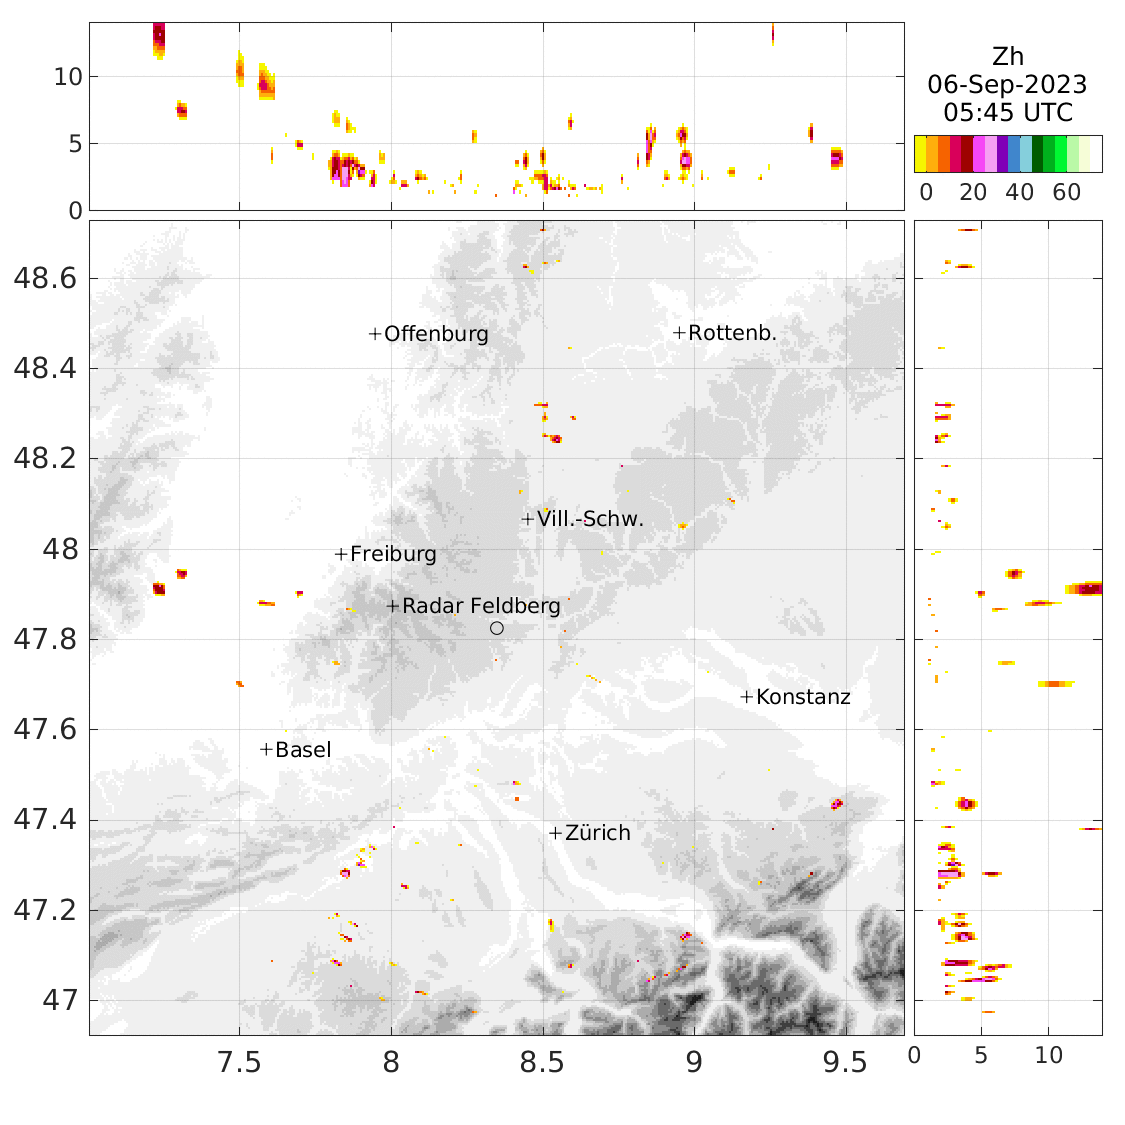 10
5
0
Zh
06-Sep-2023
05:45 UTC
0 20 40 60
48.6
48.4
48.2
48
47.8
47.6
47.4
47.2
47
Offenburg
Rottenb.
Vill.-Schw.
Freiburg
Radar Feldberg
Konstanz
Basel
Zürich
7.5 8 8.5 9 9.5
0 5 10